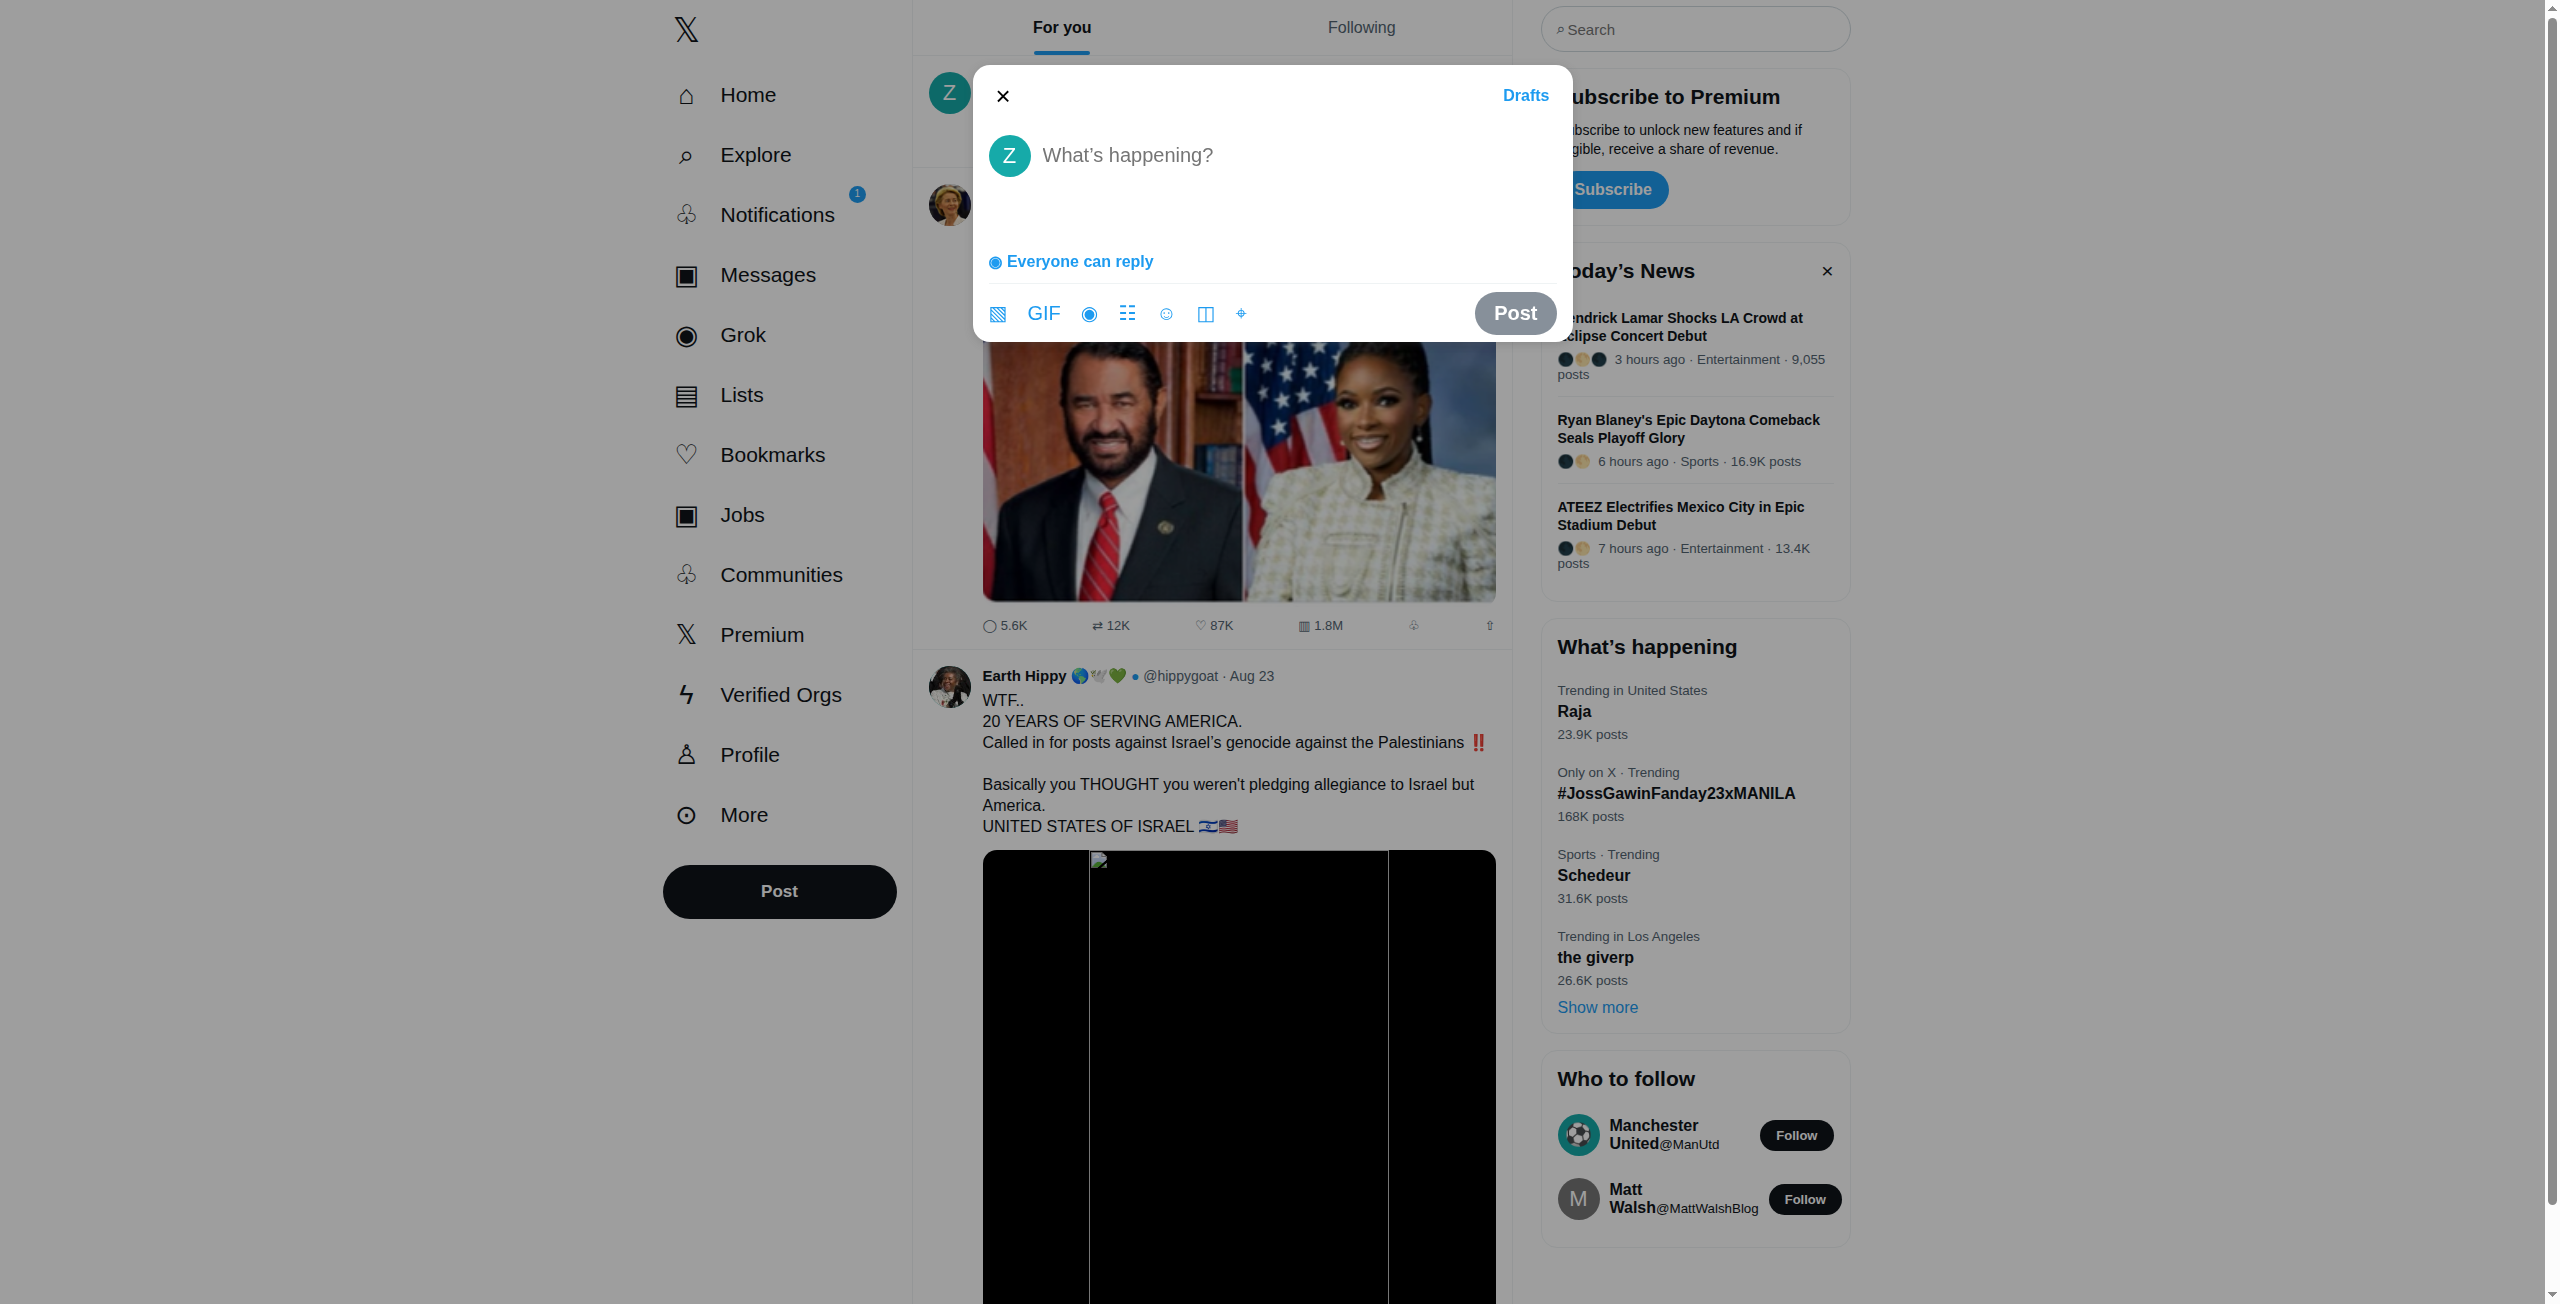 𝕏
Home
Explore
Notifications
1
Messages
Grok
Lists
Bookmarks
Jobs
Communities
𝕏 Premium
Verified Orgs
Profile
More
Post
For you
Following
Z
Drafts
Z
What's happening?
Everyone can reply
GIF
Post
5.6K
12K
87K
1.8M
Earth Hippy 🌎🕊️💚 @hippygoat · Aug 23
WTF..
20 YEARS OF SERVING AMERICA.
Called in for posts against Israel's genocide against the Palestinians ‼️
Basically you THOUGHT you weren't pledging allegiance to Israel but
America.
UNITED STATES OF ISRAEL 🇮🇱🇺🇸
Search
ubscribe to Premium
bscribe to unlock new features and if
gible, receive a share of revenue.
Subscribe
oday's News
endrick Lamar Shocks LA Crowd at
clipse Concert Debut
3 hours ago · Entertainment · 9,055
posts
Ryan Blaney's Epic Daytona Comeback
Seals Playoff Glory
6 hours ago · Sports · 16.9K posts
ATEEZ Electrifies Mexico City in Epic
Stadium Debut
7 hours ago · Entertainment · 13.4K
posts
What's happening
Trending in United States
Raja
23.9K posts
Only on X · Trending
#JossGawinFanday23xMANILA
168K posts
Sports · Trending
Schedeur
31.6K posts
Trending in Los Angeles
the giverp
26.6K posts
Show more
Who to follow
Manchester
United@ManUtd
Follow
M
Matt
Walsh@MattWalshBlog
Follow